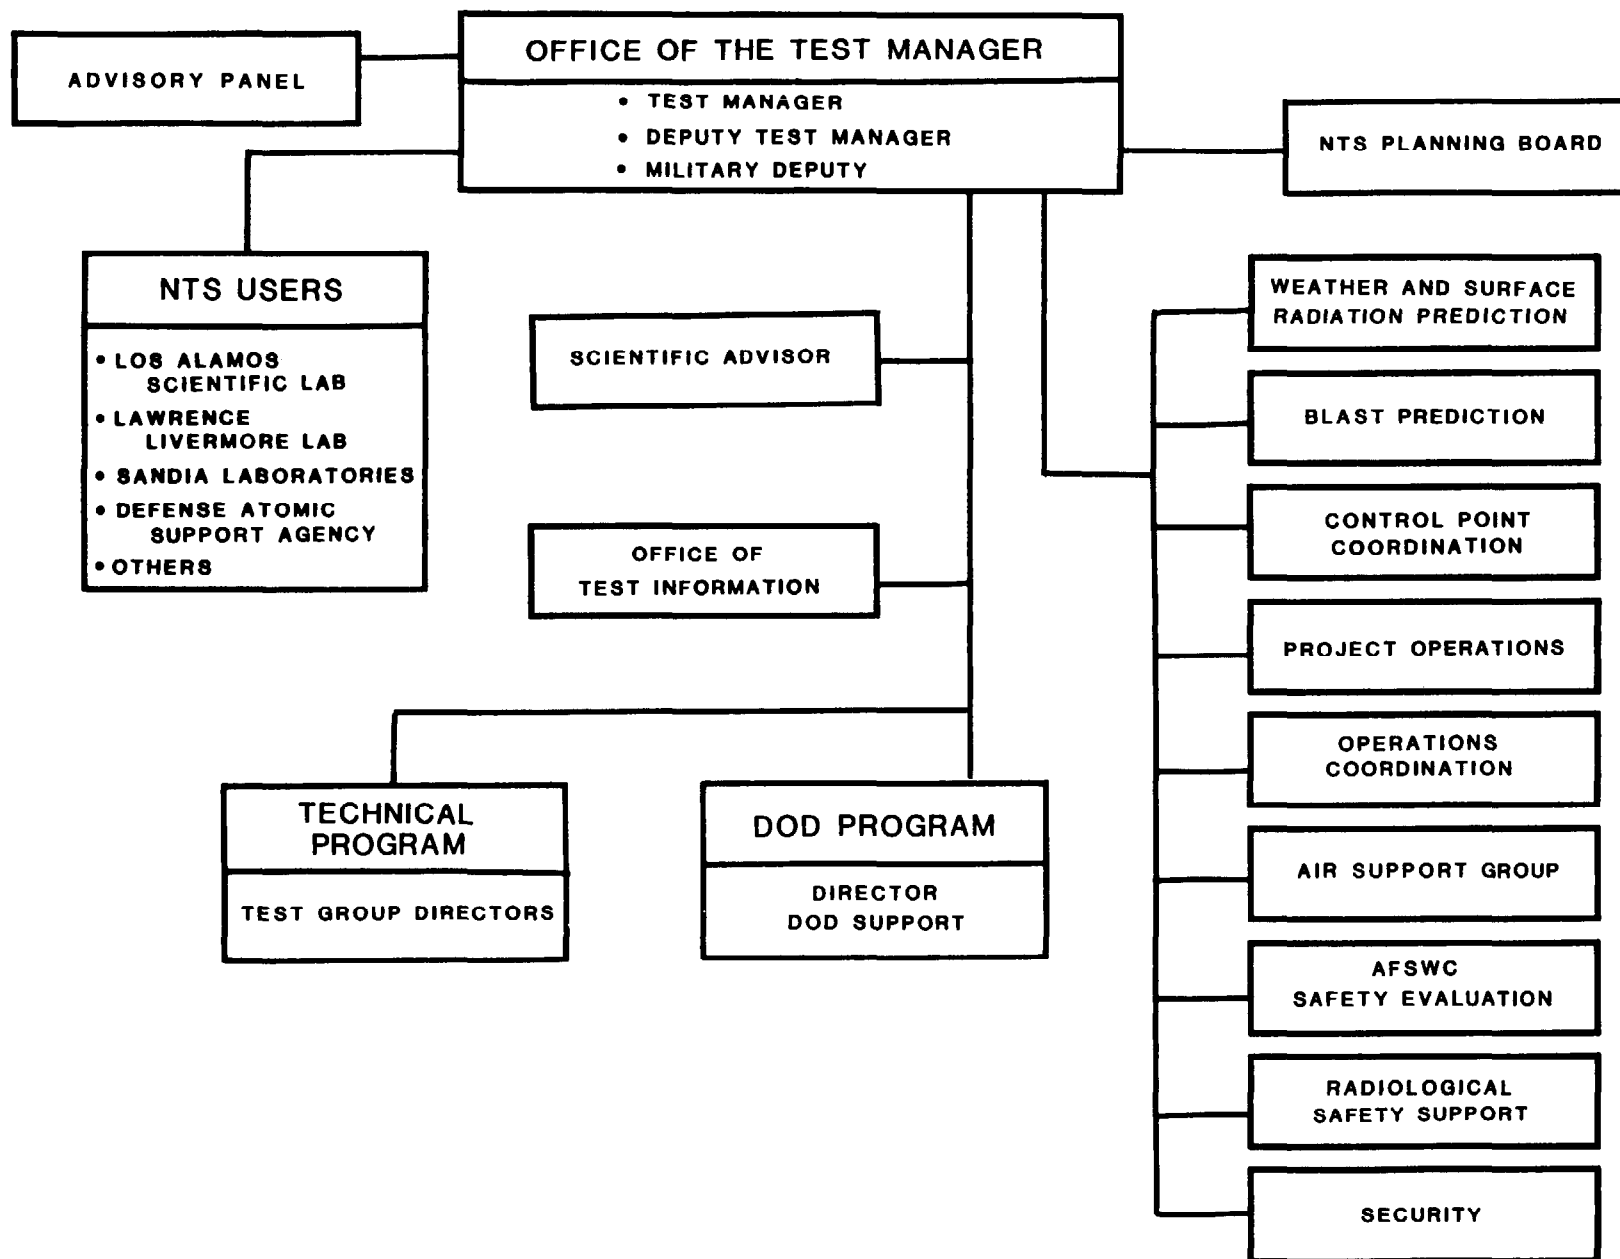 OFFICE OF THE TEST MANAGER
• TEST MANAGER
• DEPUTY TEST MANAGER
• MILITARY DEPUTY
ADVISORY PANEL
NTS PLANNING BOARD
NTS USERS
• LOS ALAMOS
SCIENTIFIC LAB
• LAWRENCE
LIVERMORE LAB
• SANDIA LABORATORIES
• DEFENSE ATOMIC
SUPPORT AGENCY
• OTHERS
SCIENTIFIC ADVISOR
OFFICE OF
TEST INFORMATION
TECHNICAL
PROGRAM
TEST GROUP DIRECTORS
DOD PROGRAM
DIRECTOR
DOD SUPPORT
WEATHER AND SURFACE
RADIATION PREDICTION
BLAST PREDICTION
CONTROL POINT
COORDINATION
PROJECT OPERATIONS
OPERATIONS
COORDINATION
AIR SUPPORT GROUP
AFSWC
SAFETY EVALUATION
RADIOLOGICAL
SAFETY SUPPORT
SECURITY